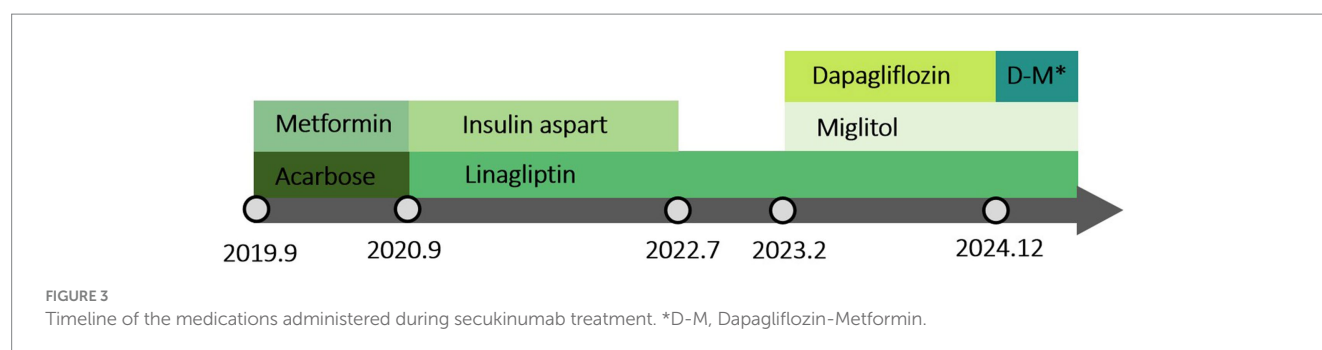 Dapagliflozin D-M*
Metformin Insulin aspart Miglitol
Acarbose Linagliptin
2019.9 2020.9 2022.7 2023.2 2024.12
FIGURE 3
Timeline of the medications administered during secukinumab treatment. *D-M, Dapagliflozin-Metformin.